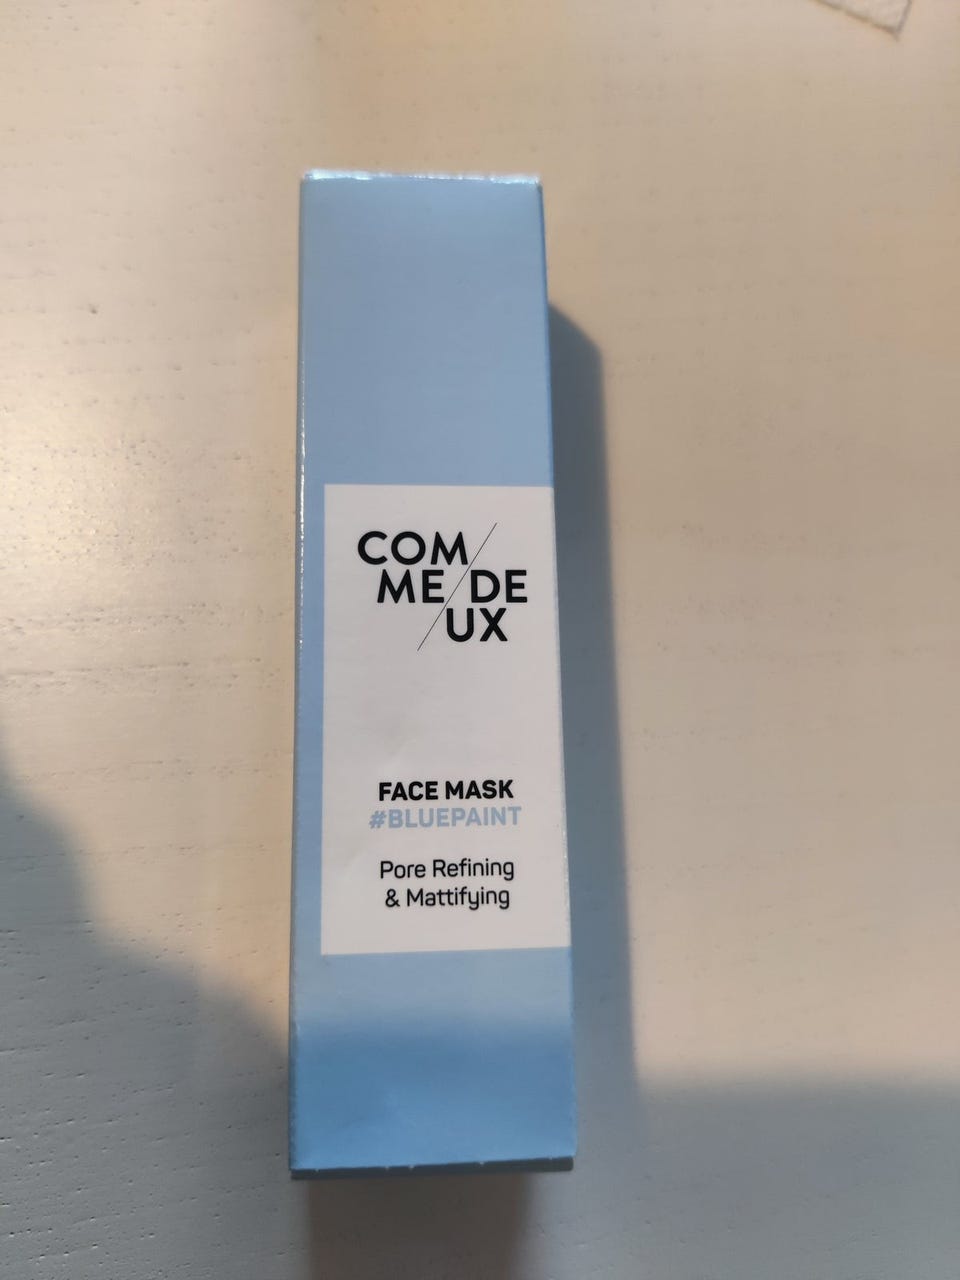 COM
ME DE
UX
FACE MASK
#BLUEPAINT
Pore Refining
& Mattifying